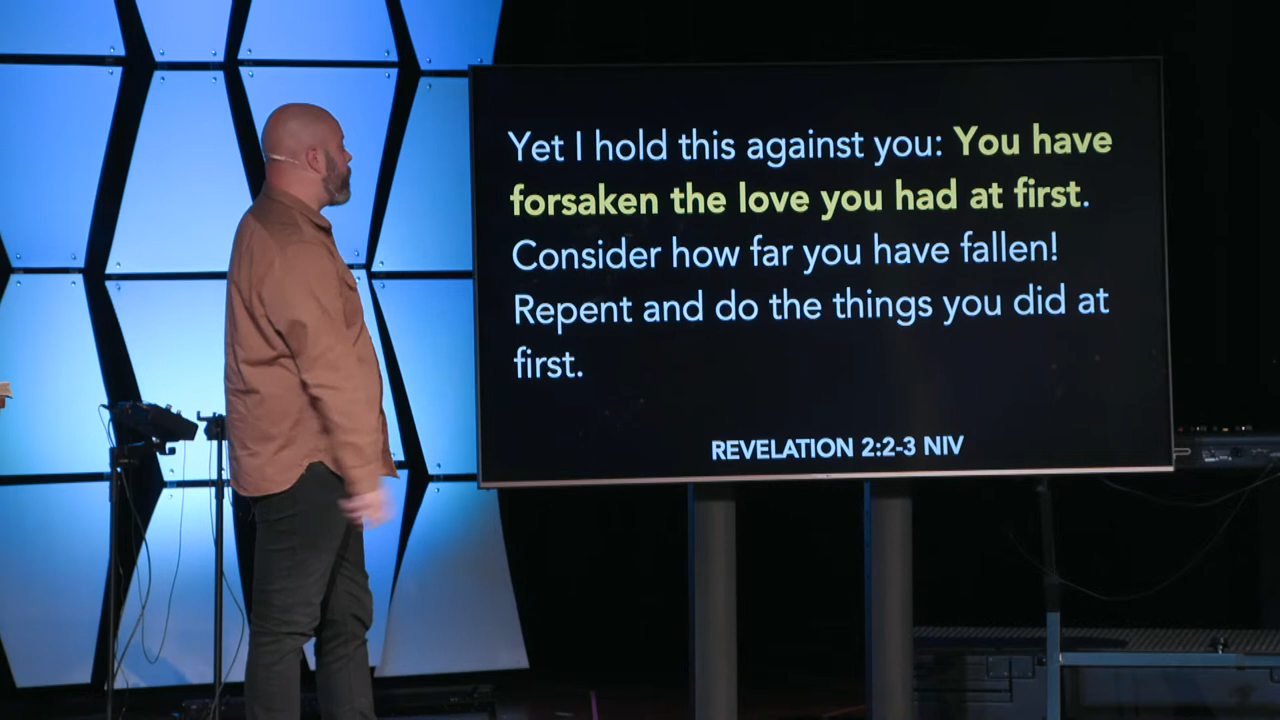 Yet I hold this against you: You have
forsaken the love you had at first.
Consider how far you have fallen!
Repent and do the things you did at
first.
REVELATION 2:2-3 NIV